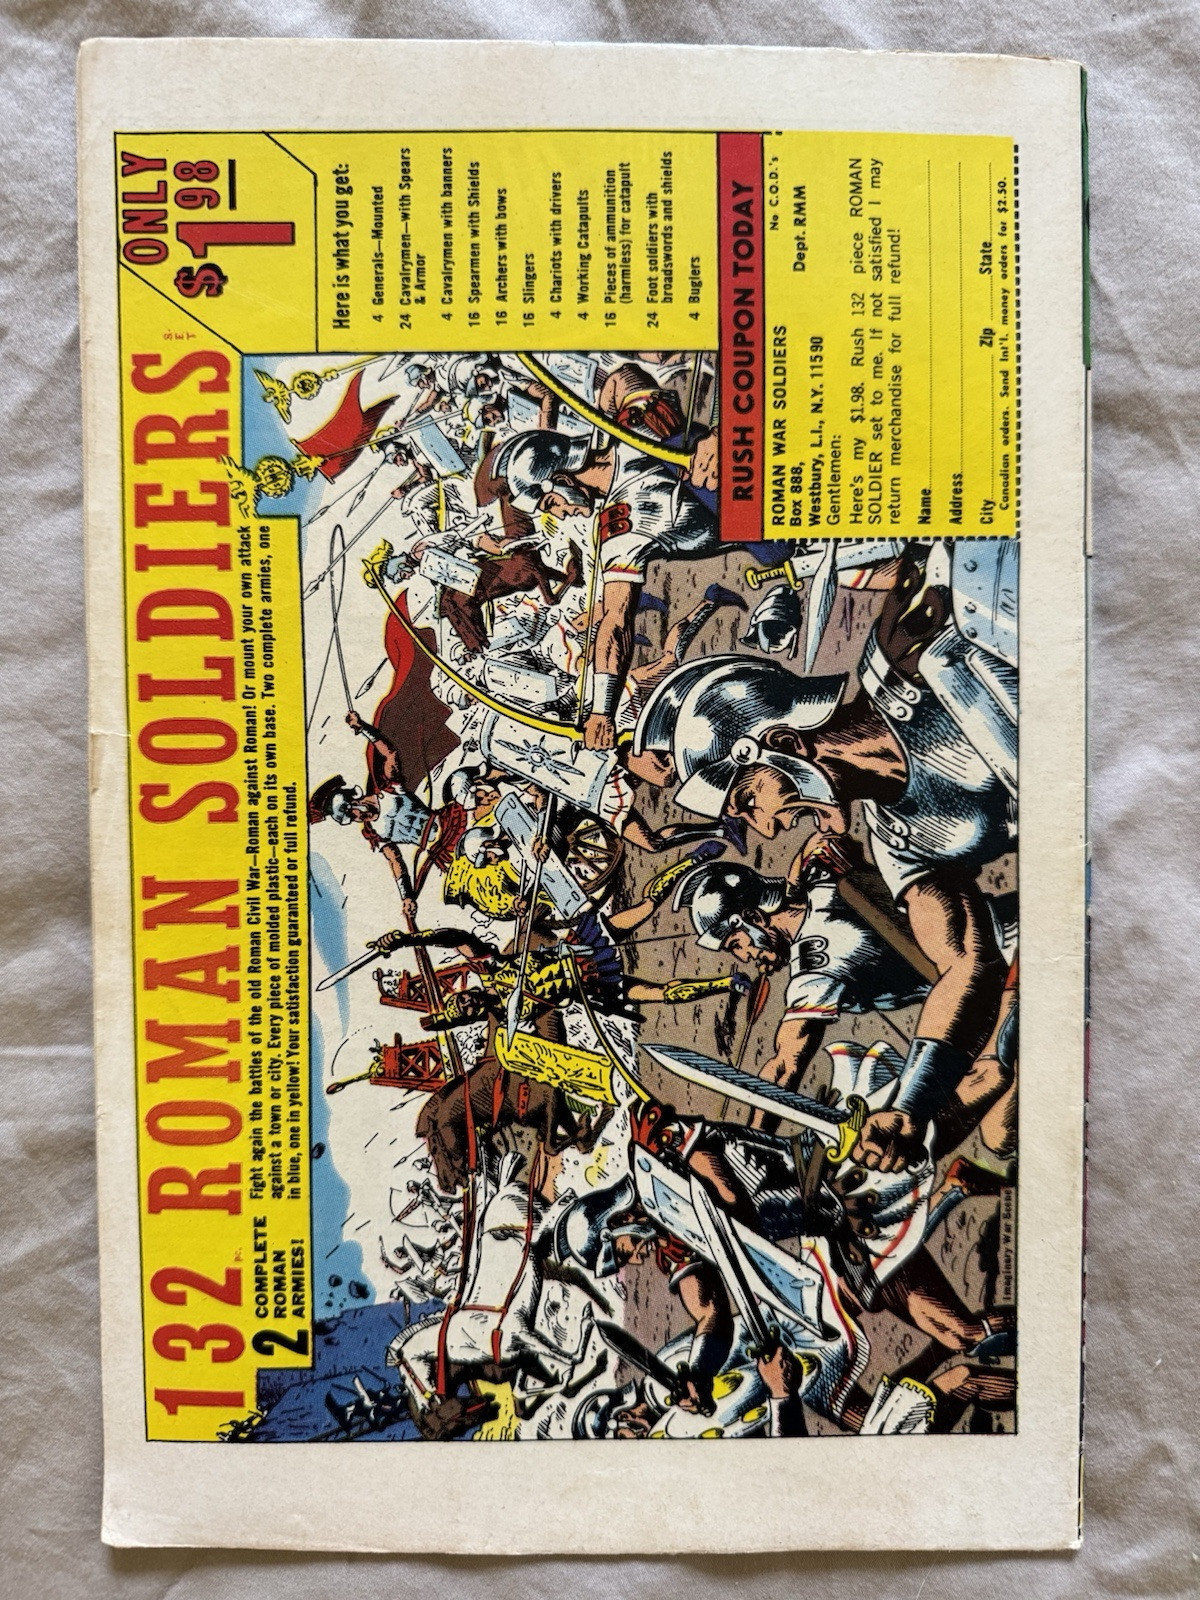 132 PC. ROMAN SOLDIERS SET
ONLY
$1.98
2 COMPLETE
ROMAN
ARMIES!
Fight again the battles of the old Roman Civil War—Roman against Roman! Or mount your own attack
against a town or city. Every piece of molded plastic—each on its own base. Two complete armies, one
in blue, one in yellow! Your satisfaction guaranteed or full refund.
Here is what you get:
4 Generals—Mounted
24 Cavalrymen—with Spears
& Armor
4 Cavalrymen with banners
16 Spearmen with Shields
16 Archers with bows
16 Slingers
4 Chariots with drivers
4 Working Catapults
16 Pieces of ammunition
(harmless) for catapult
24 Foot soldiers with
broadswords and shields
4 Buglers
RUSH COUPON TODAY
ROMAN WAR SOLDIERS No C.O.D.'s
Box 888, Dept. RMM
Westbury, L.I., N.Y. 11590
Gentlemen:
Here's my $1.98. Rush 132 piece ROMAN
SOLDIER set to me. If not satisfied I may
return merchandise for full refund!
Name
Address
City Zip State
Canadian orders. Send Int'l. money orders for $2.50.
Imaginary War Scene